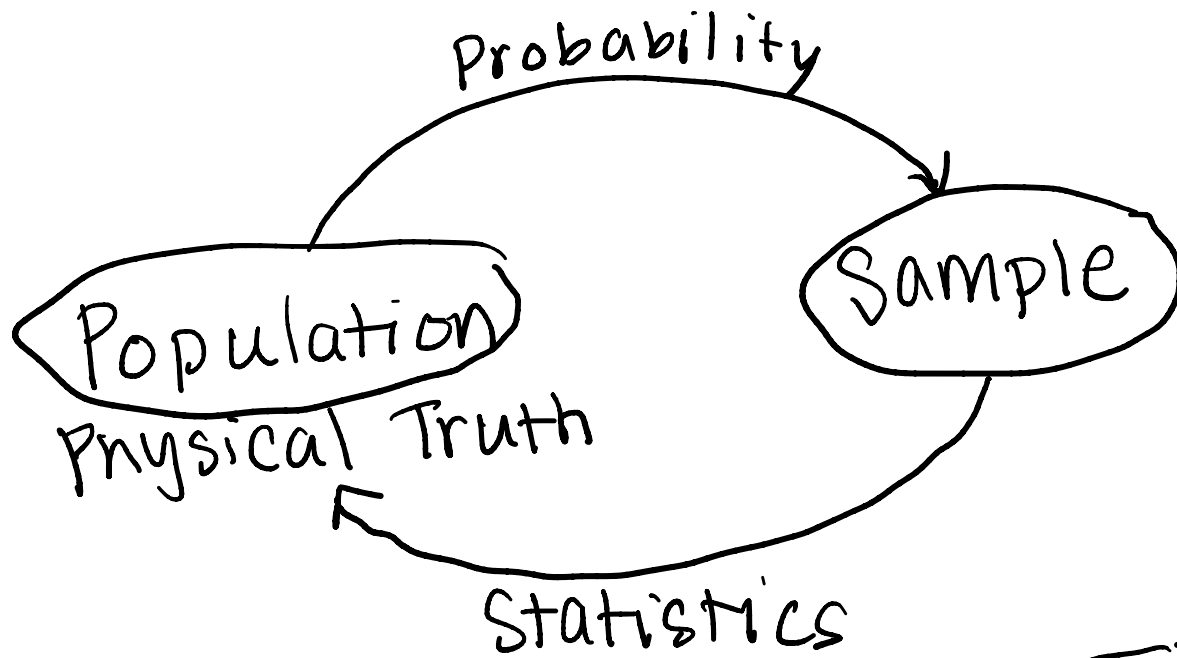 Probability
Sample
Population
Physical Truth
Statistics